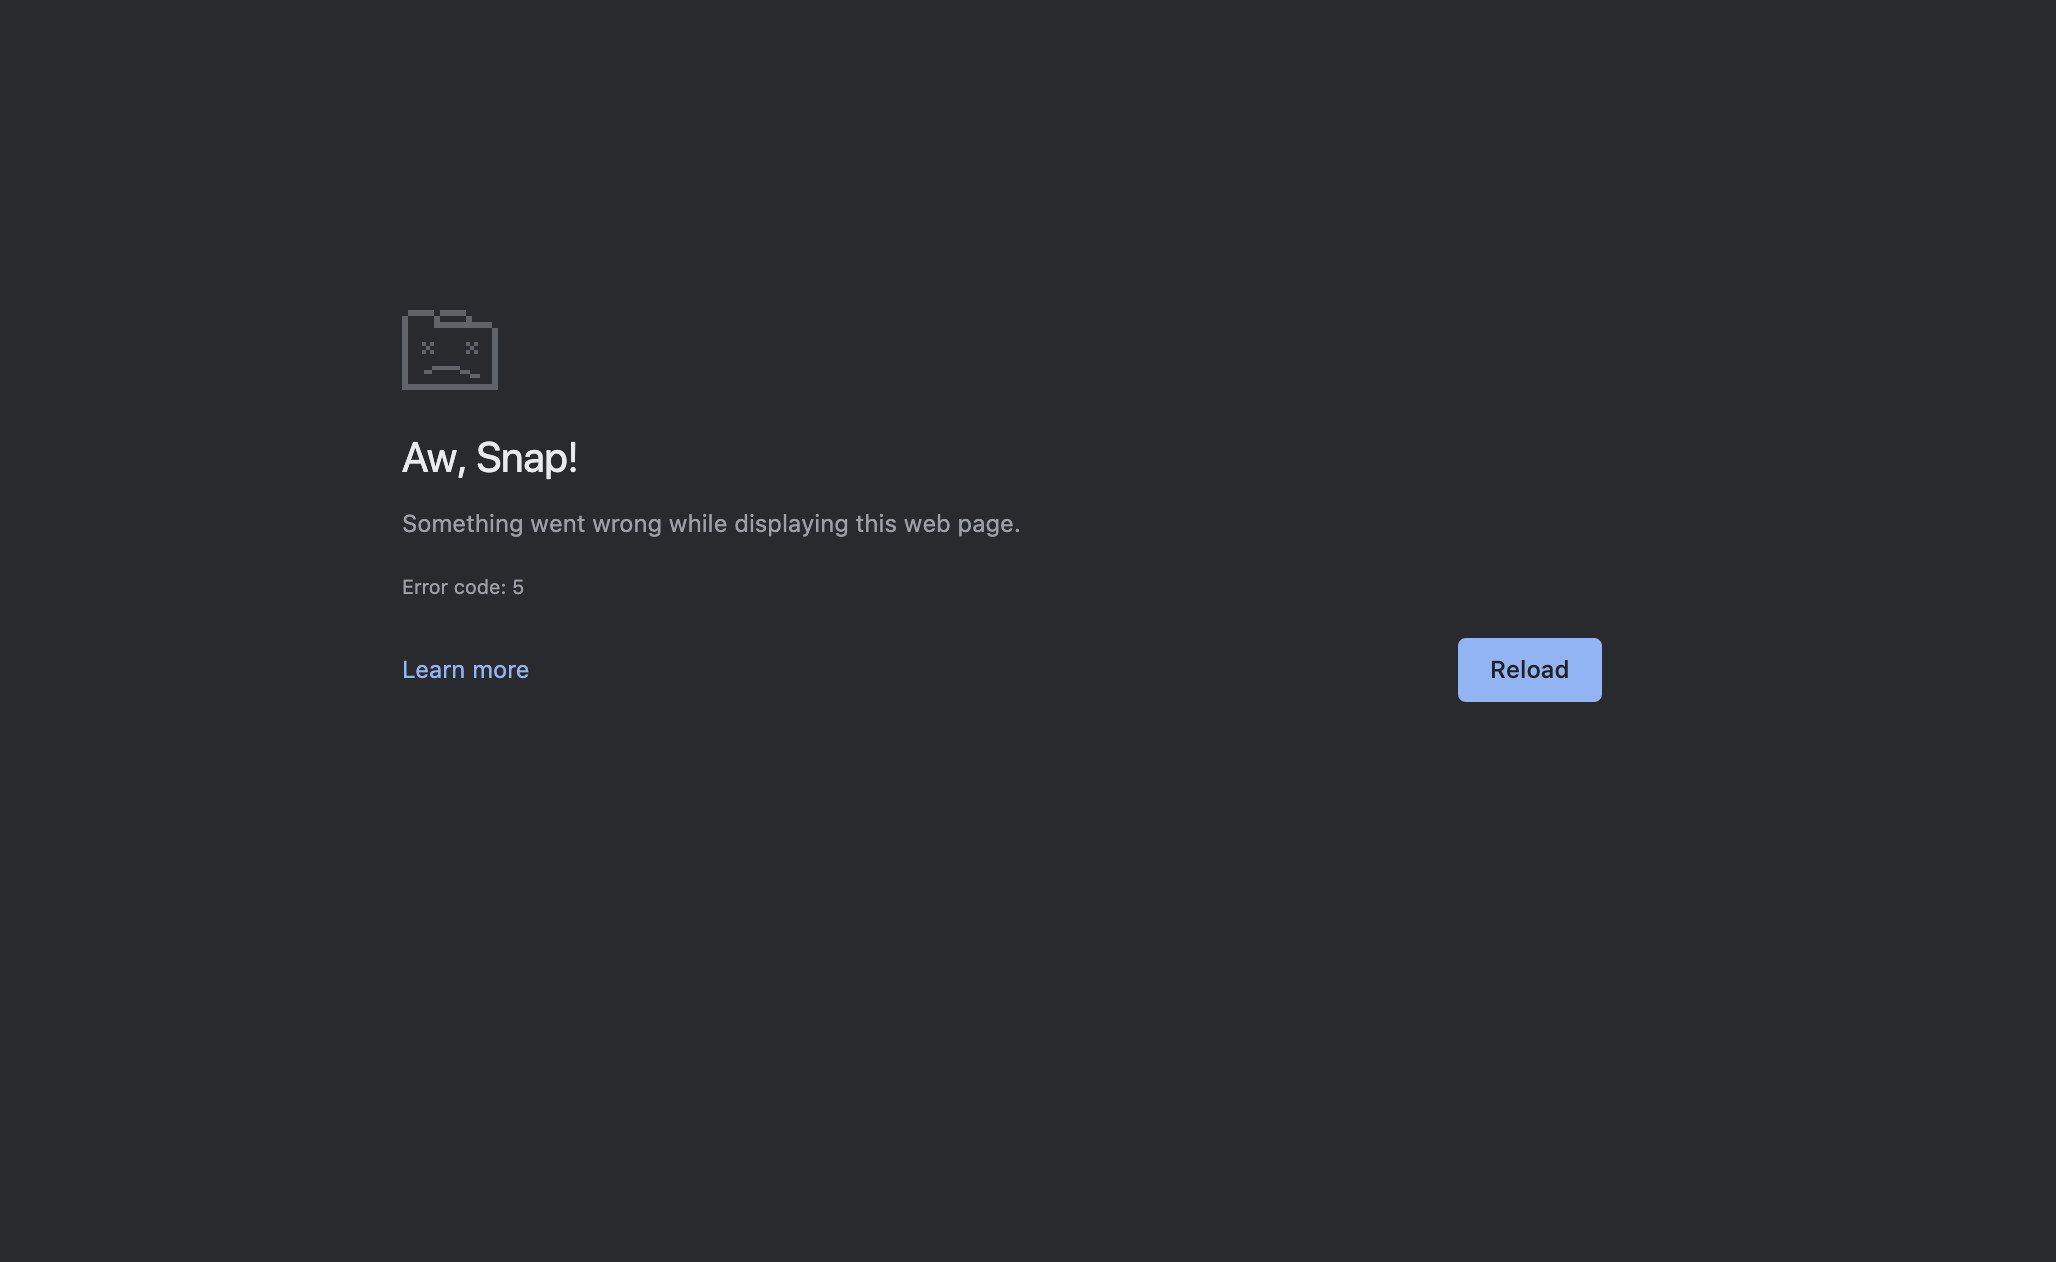 Aw, Snap!
Something went wrong while displaying this web page.
Error code: 5
Learn more
Reload